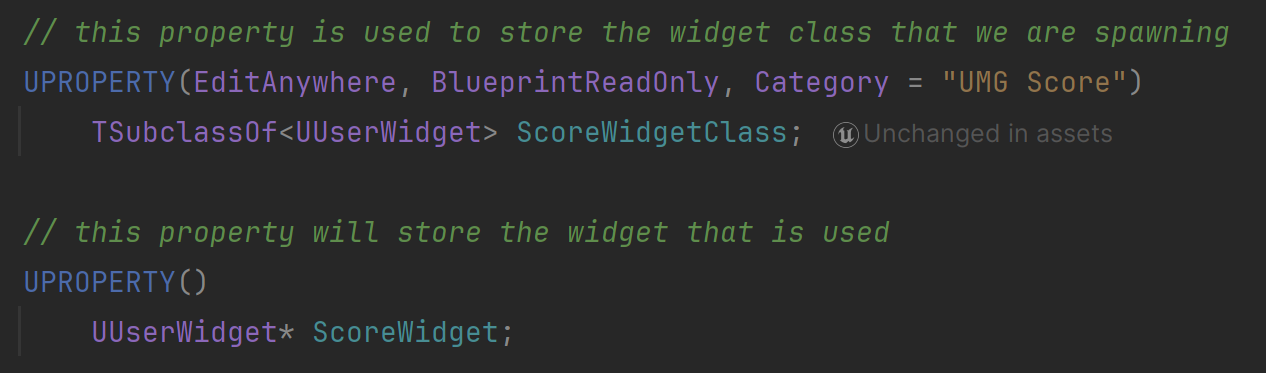 // this property is used to store the widget class that we are spawning
UPROPERTY(EditAnywhere, BlueprintReadOnly, Category = "UMG Score")
TSubclassOf<UUserWidget> ScoreWidgetClass; Unchanged in assets
// this property will store the widget that is used
UPROPERTY()
UUserWidget* ScoreWidget;